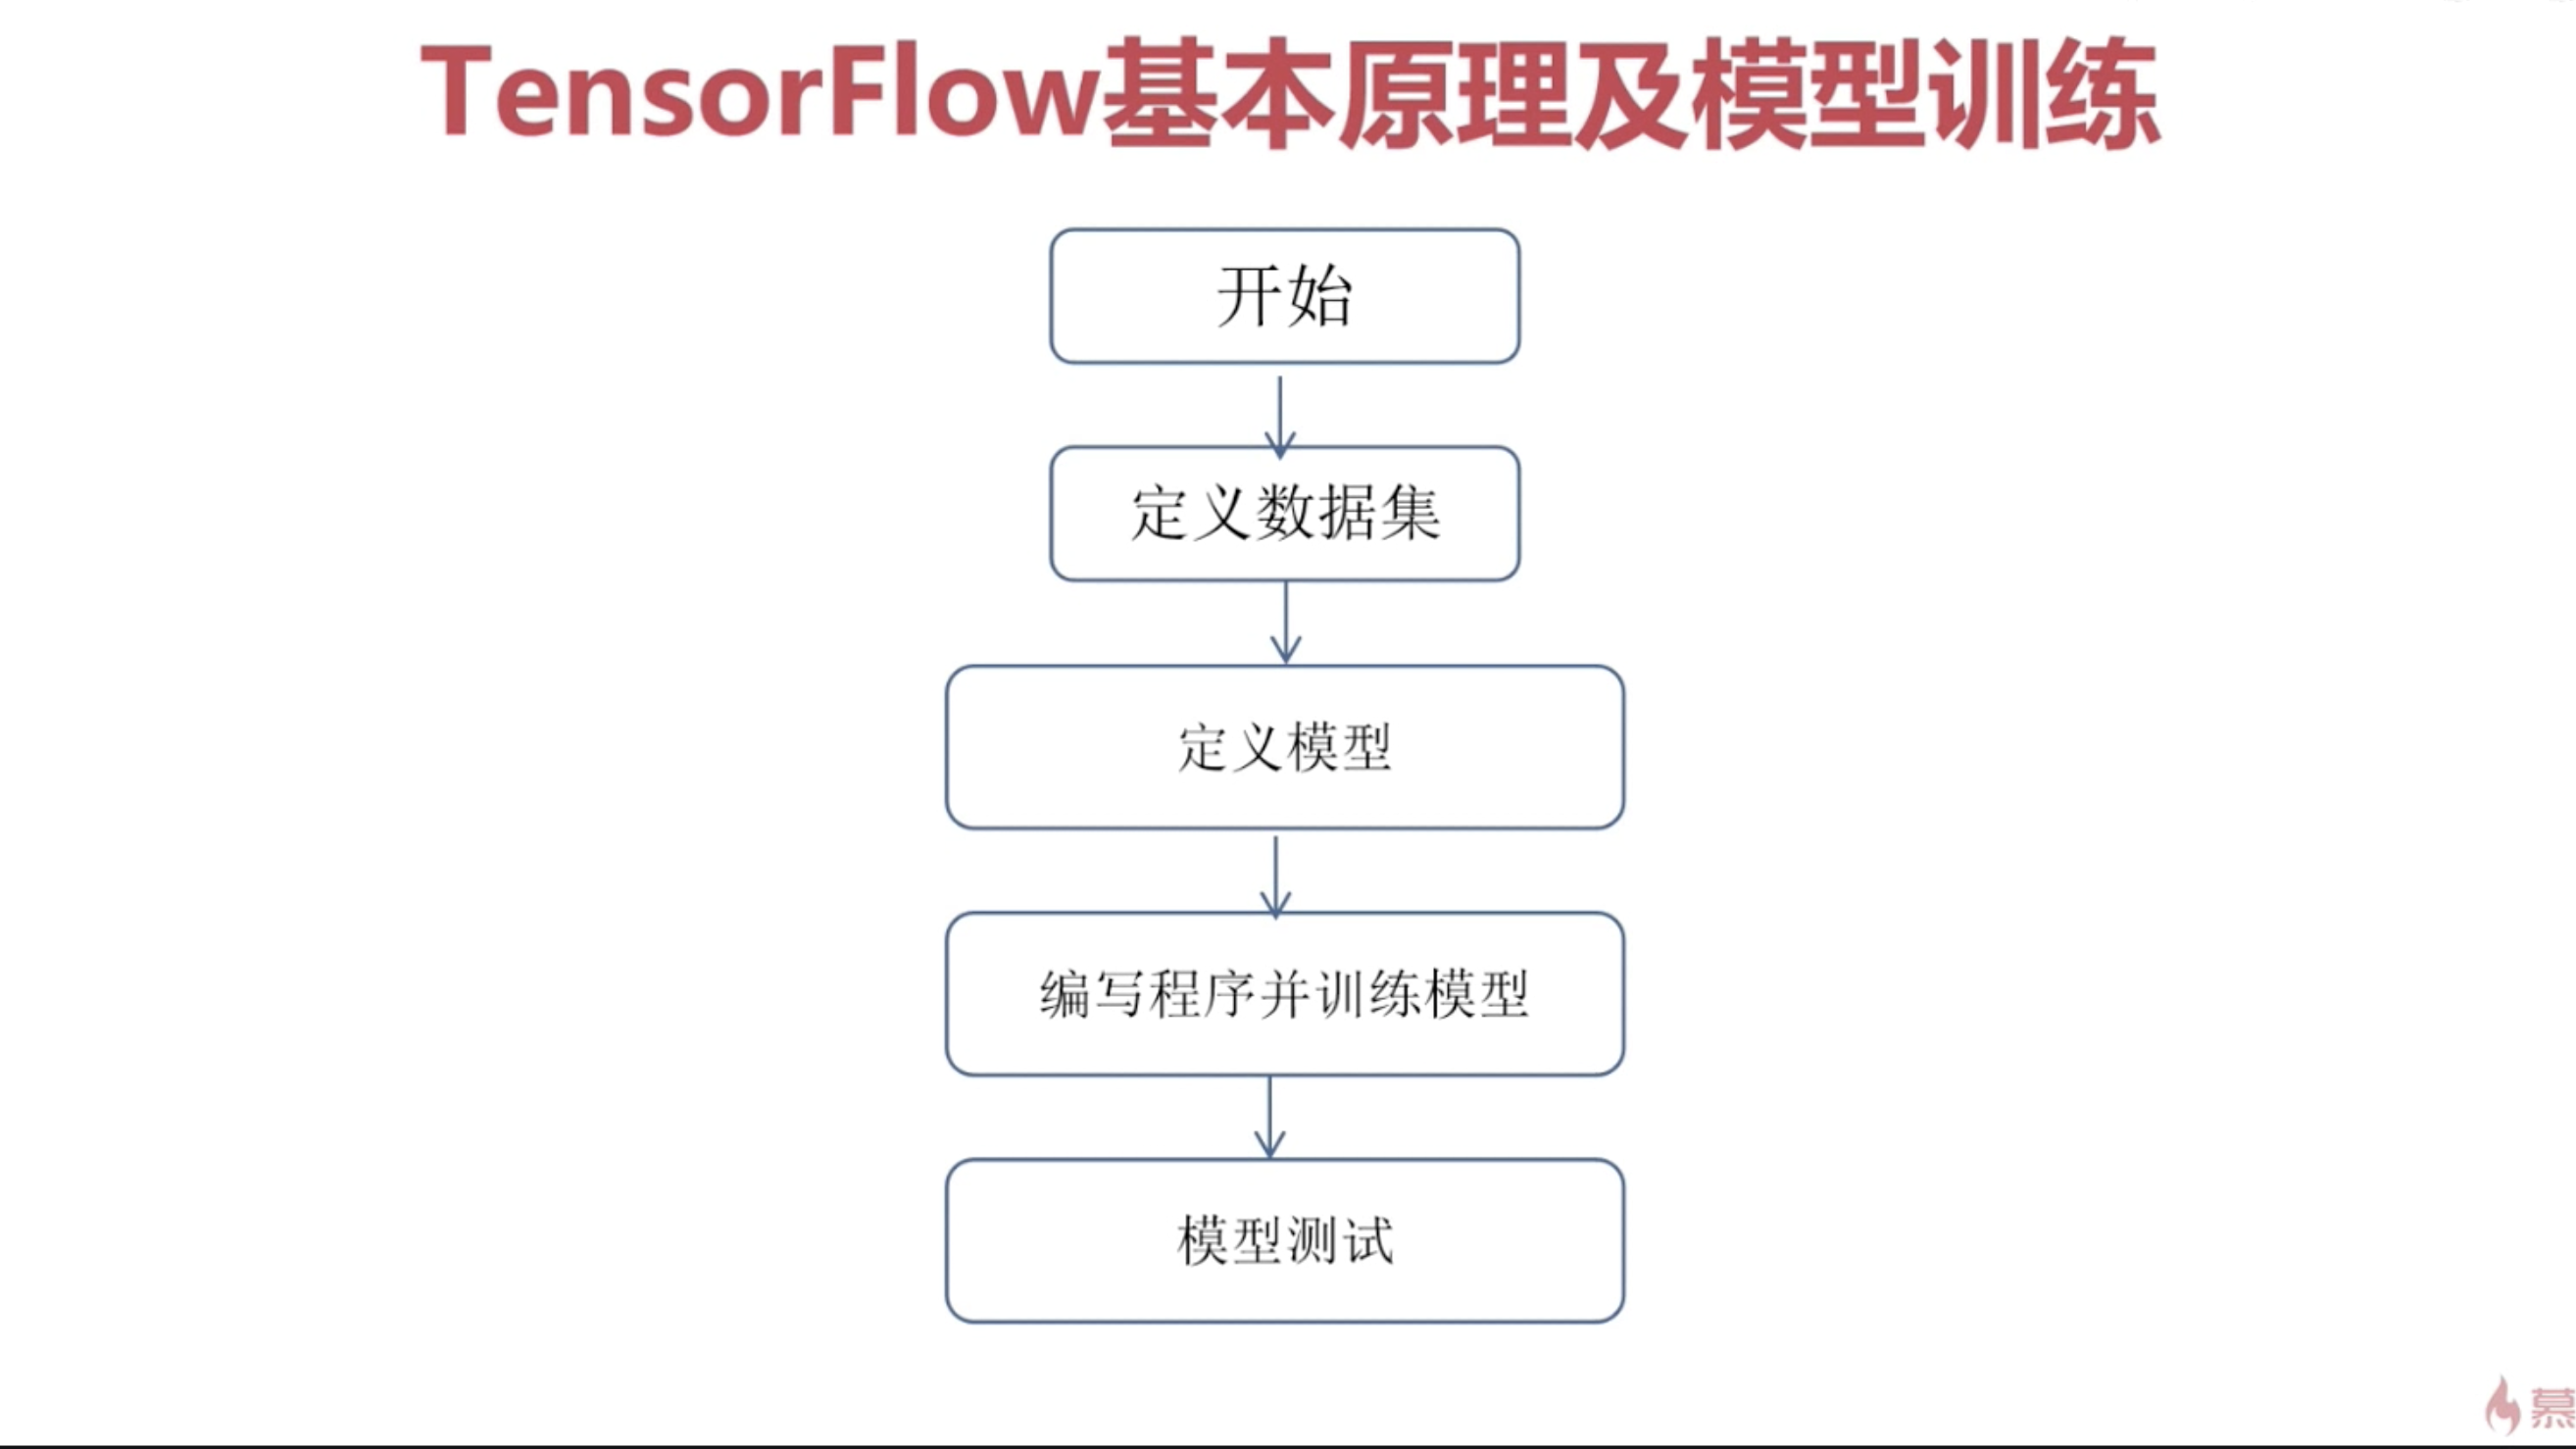 TensorFlow基本原理及模型训练
开始
定义数据集
定义模型
编写程序并训练模型
模型测试
慕